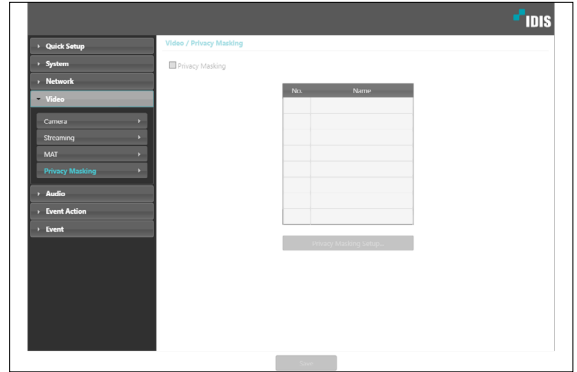 IDIS
Quick Setup
System
Network
Video
Camera
Streaming
MAT
Privacy Masking
Audio
Event Action
Event
Video / Privacy Masking
Privacy Masking
No. Name
Privacy Masking Setup...
Save